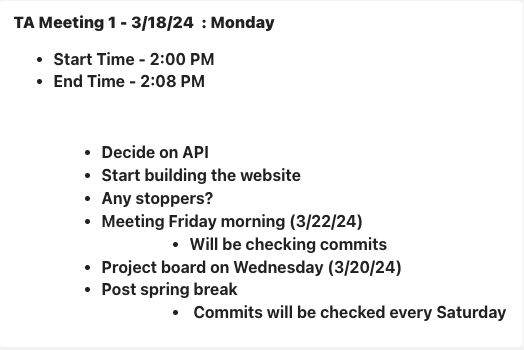 TA Meeting 1 - 3/18/24 : Monday
• Start Time - 2:00 PM
• End Time - 2:08 PM
• Decide on API
• Start building the website
• Any stoppers?
• Meeting Friday morning (3/22/24)
• Will be checking commits
• Project board on Wednesday (3/20/24)
• Post spring break
• Commits will be checked every Saturday